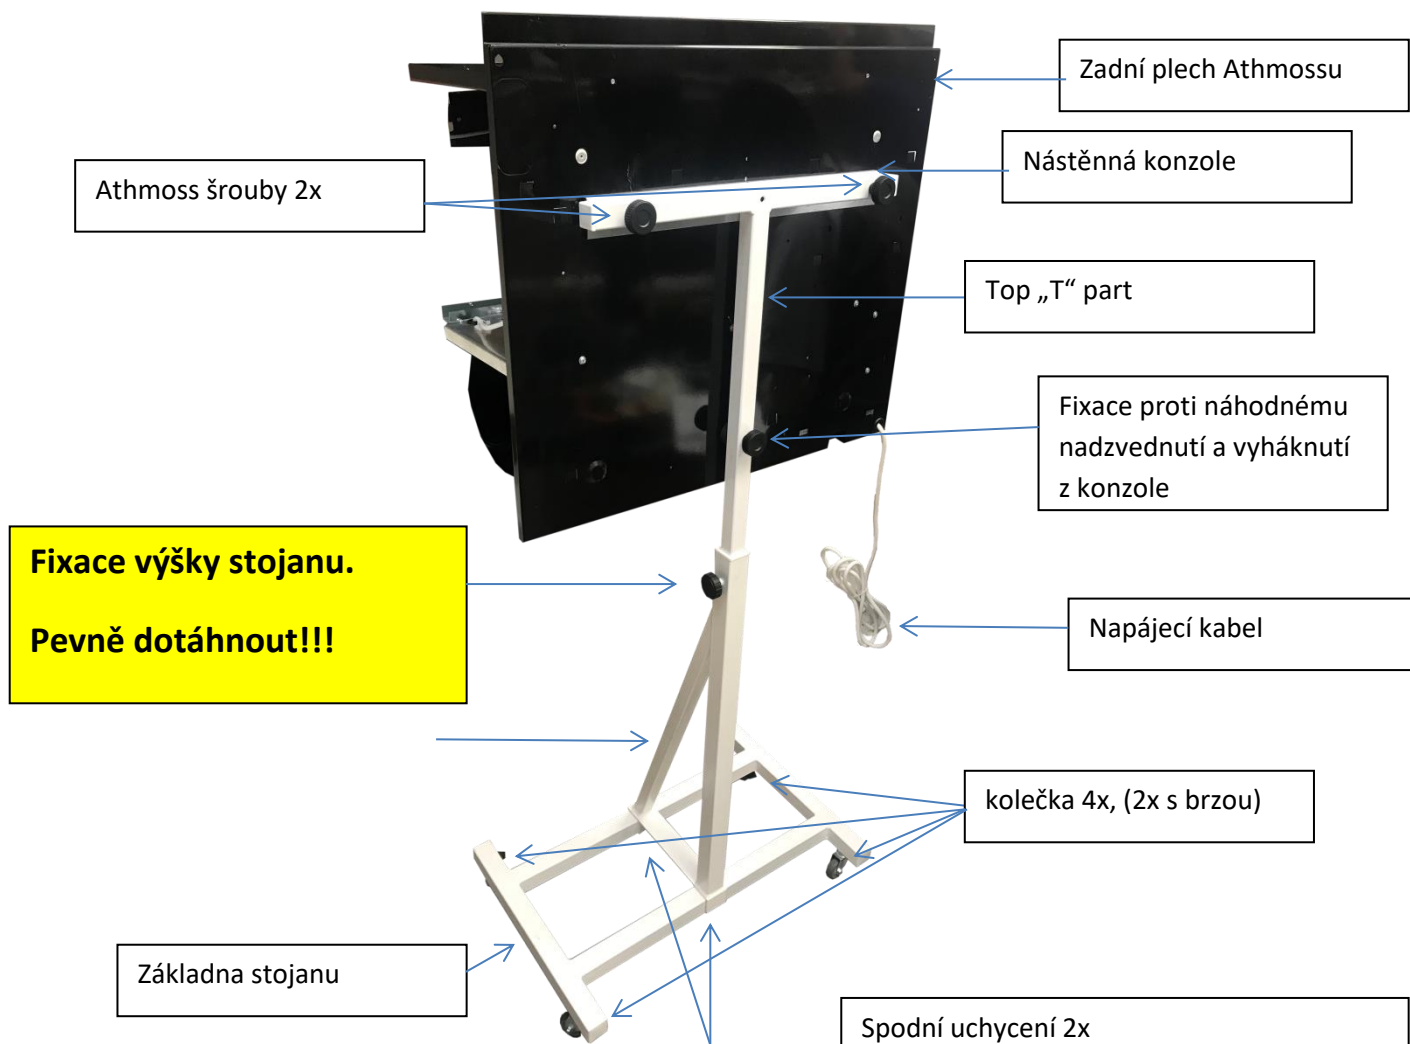 Zadní plech Athmossu
Nástěnná konzole
Athmoss šrouby 2x
Top „T“ part
Fixace proti náhodnému
nadzvednutí a vyháknutí
z konzole
Fixace výšky stojanu.
Pevně dotáhnout!!!
Napájecí kabel
kolečka 4x, (2x s brzou)
Základna stojanu
Spodní uchycení 2x